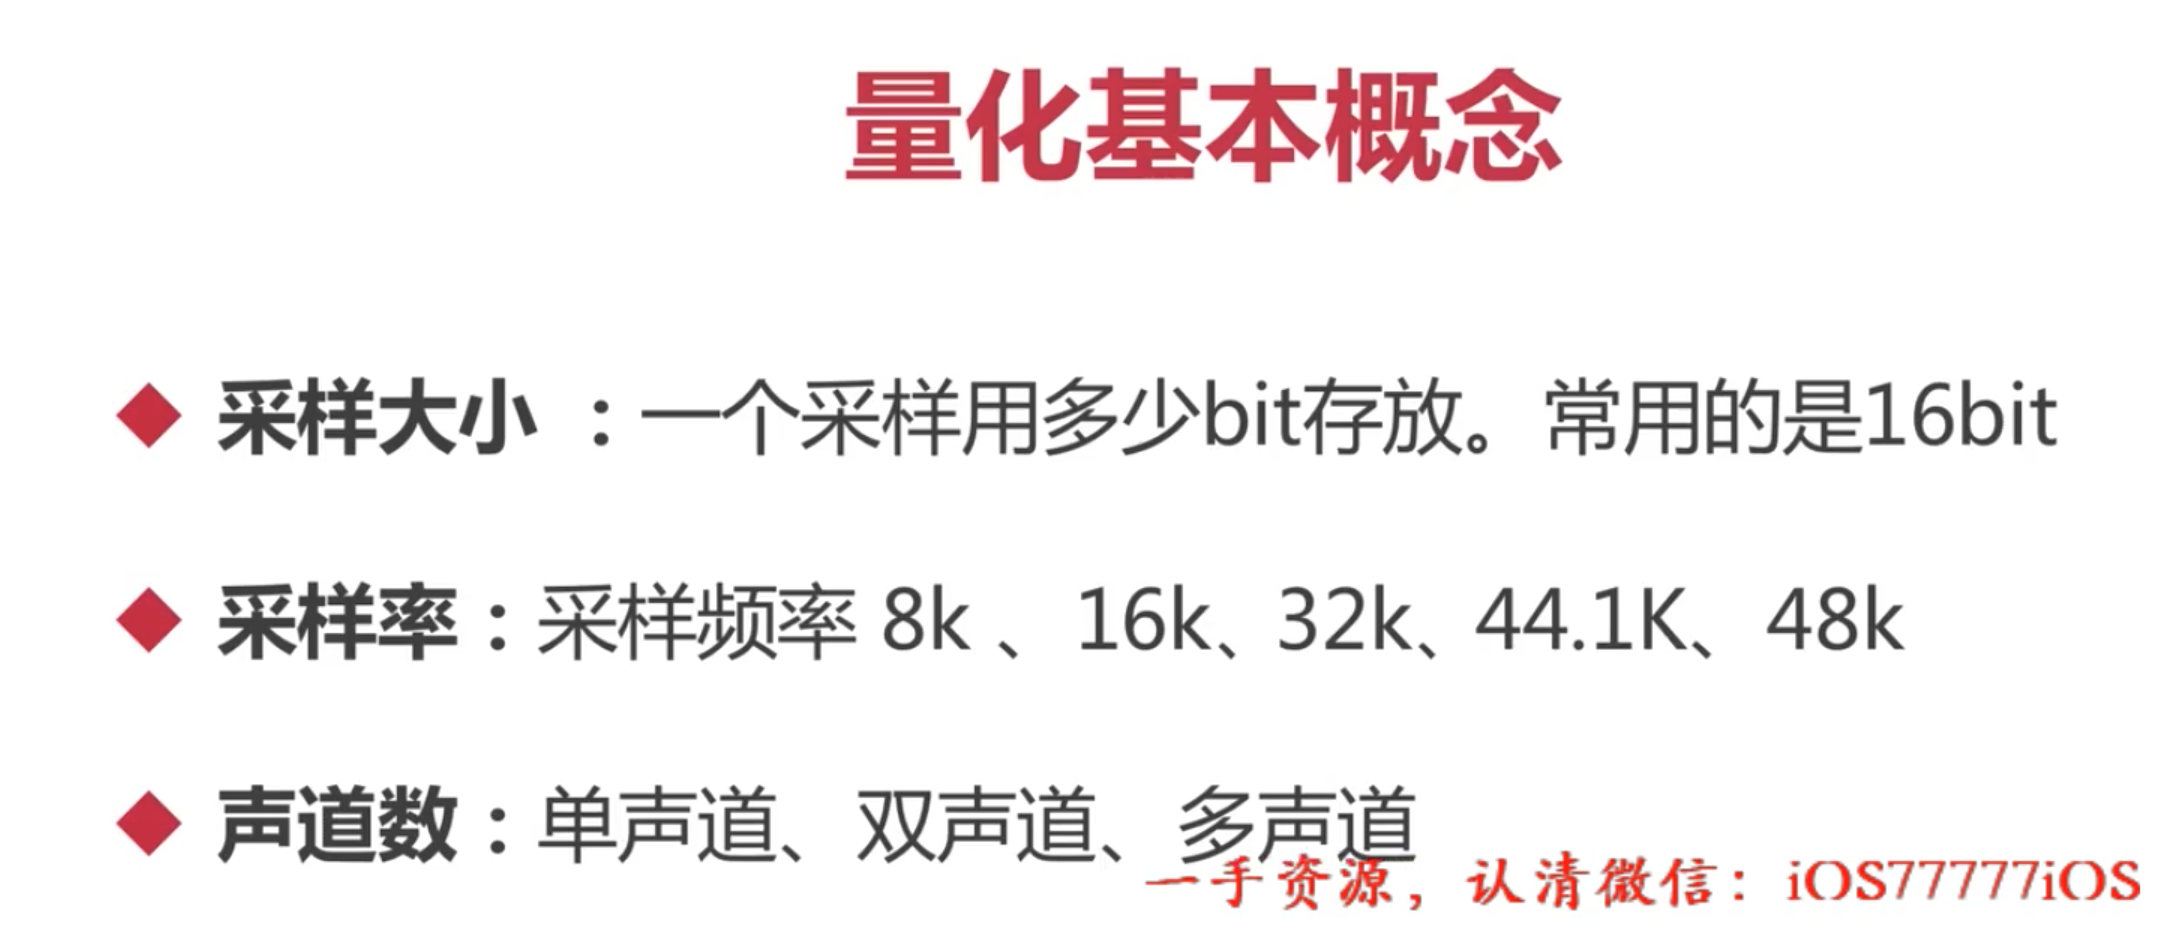 量化基本概念
采样大小 ：一个采样用多少bit存放。常用的是16bit
采样率：采样频率 8k 、 16k、32k、44.1K、 48k
声道数：单声道、双声道、多声道
一手资源，认清微信：iOS77777iOS